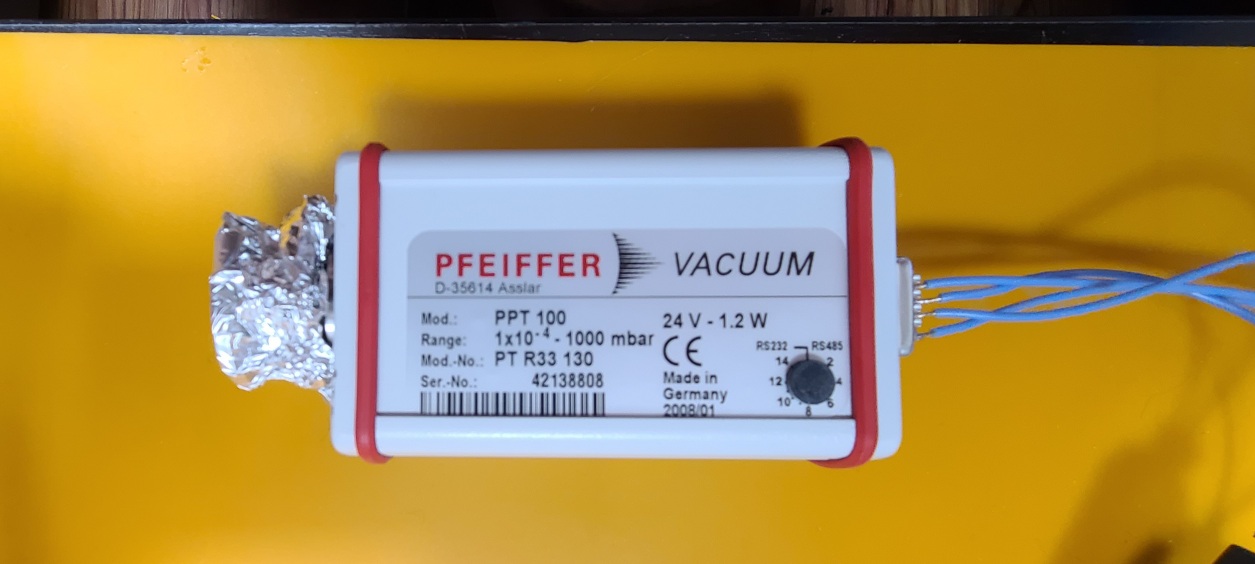 PFEIFFER VACUUM
D-35614 Asslar
Mod.: PPT 100
24 V - 1.2 W
Range: 1x10⁻⁴ - 1000 mbar
Mod.-No.: PT R33 130
CE
Ser.-No.: 42138808
Made in
Germany
2008/01
RS232 RS485
14 2
12 4
10 6
8